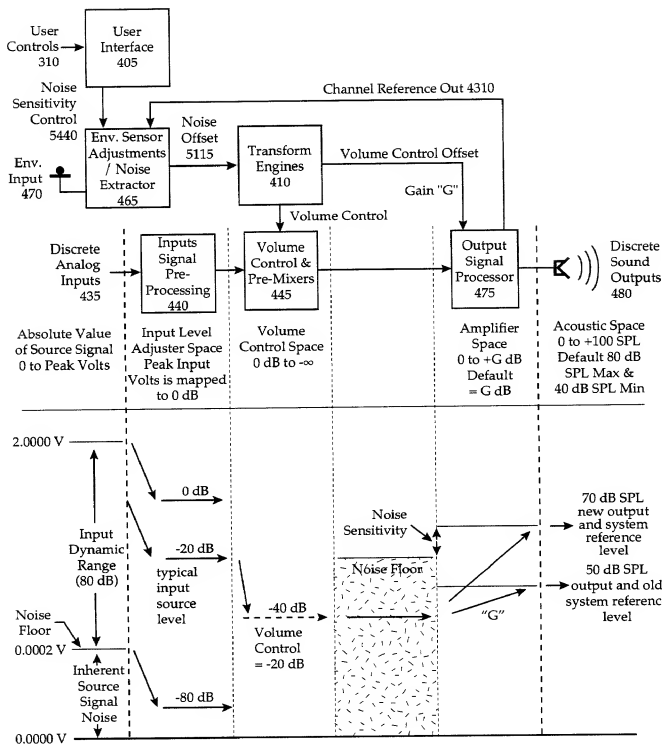 User
Controls
310
User
Interface
405
Channel Reference Out 4310
Noise
Sensitivity
Control
5440
Env. Sensor
Adjustments
/ Noise
Extractor
465
Noise
Offset
5115
Transform
Engines
410
Volume Control Offset
Gain "G"
Env.
Input
470
Volume Control
Discrete
Analog
Inputs
435
Inputs
Signal
Pre-
Processing
440
Volume
Control &
Pre-Mixers
445
Output
Signal
Processor
475
Discrete
Sound
Outputs
480
Absolute Value
of Source Signal
0 to Peak Volts
Input Level
Adjuster Space
Peak Input
Volts is mapped
to 0 dB
Volume
Control Space
0 dB to -∞
Amplifier
Space
0 to +G dB
Default
= G dB
Acoustic Space
0 to +100 SPL
Default 80 dB
SPL Max &
40 dB SPL Min
2.0000 V
Input
Dynamic
Range
(80 dB)
Noise
Floor
0.0002 V
Inherent
Source
Signal
Noise
0.0000 V
0 dB
-20 dB
typical
input
source
level
-80 dB
-40 dB
Volume
Control
= -20 dB
Noise
Sensitivity
Noise Floor
"G"
70 dB SPL
new output
and system
reference
level
50 dB SPL
output and old
system referenc
level